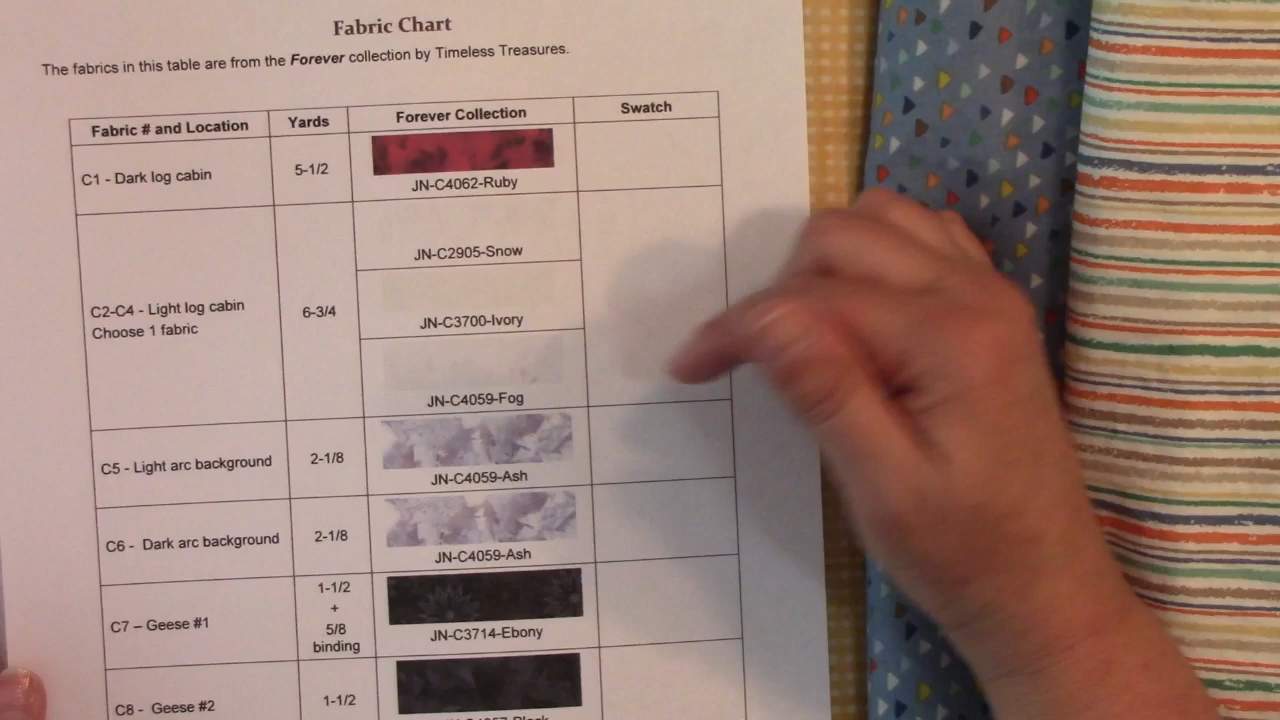 Fabric Chart
The fabrics in this table are from the Forever collection by Timeless Treasures.
Fabric # and Location Yards Forever Collection Swatch
C1 - Dark log cabin 5-1/2
JN-C4062-Ruby
JN-C2905-Snow
C2-C4 - Light log cabin 6-3/4
Choose 1 fabric
JN-C3700-Ivory
JN-C4059-Fog
C5 - Light arc background 2-1/8
JN-C4059-Ash
C6 - Dark arc background 2-1/8
JN-C4059-Ash
C7 – Geese #1
1-1/2
+
5/8
binding
JN-C3714-Ebony
C8 - Geese #2 1-1/2